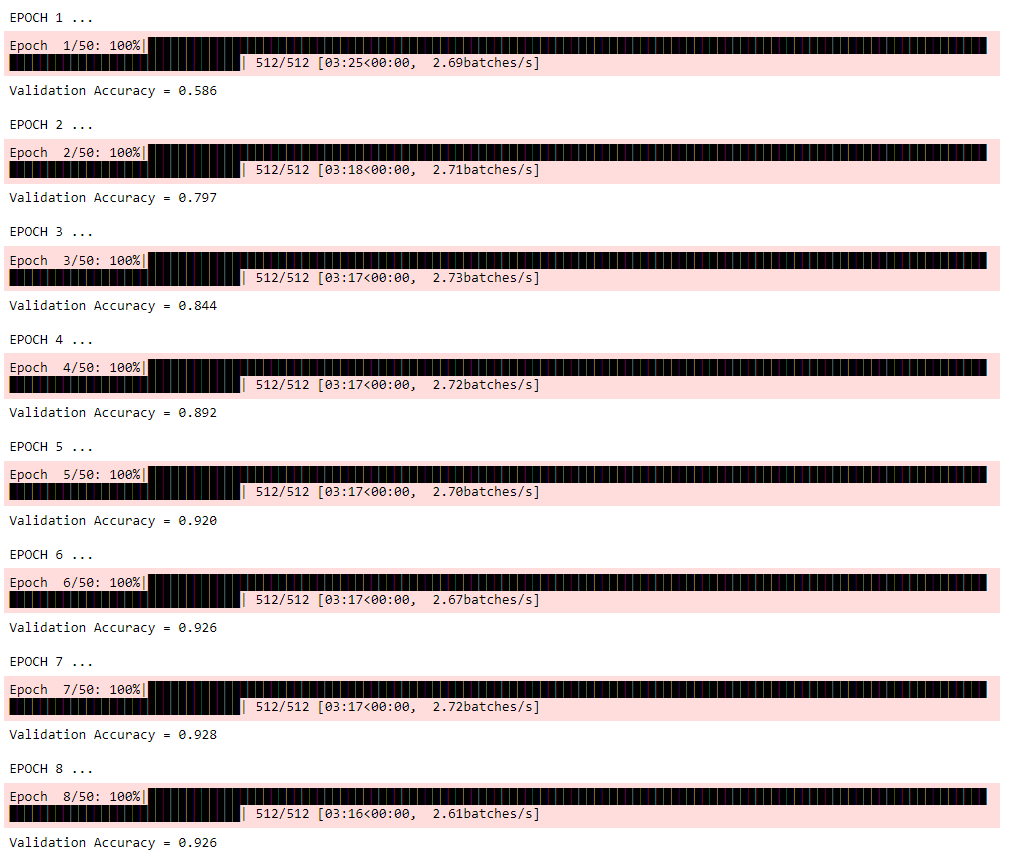 EPOCH 1 ...
Epoch  1/50: 100%|
| 512/512 [03:25<00:00,  2.69batches/s]
Validation Accuracy = 0.586
EPOCH 2 ...
Epoch  2/50: 100%|
| 512/512 [03:18<00:00,  2.71batches/s]
Validation Accuracy = 0.797
EPOCH 3 ...
Epoch  3/50: 100%|
| 512/512 [03:17<00:00,  2.73batches/s]
Validation Accuracy = 0.844
EPOCH 4 ...
Epoch  4/50: 100%|
| 512/512 [03:17<00:00,  2.72batches/s]
Validation Accuracy = 0.892
EPOCH 5 ...
Epoch  5/50: 100%|
| 512/512 [03:17<00:00,  2.70batches/s]
Validation Accuracy = 0.920
EPOCH 6 ...
Epoch  6/50: 100%|
| 512/512 [03:17<00:00,  2.67batches/s]
Validation Accuracy = 0.926
EPOCH 7 ...
Epoch  7/50: 100%|
| 512/512 [03:17<00:00,  2.72batches/s]
Validation Accuracy = 0.928
EPOCH 8 ...
Epoch  8/50: 100%|
| 512/512 [03:16<00:00,  2.61batches/s]
Validation Accuracy = 0.926